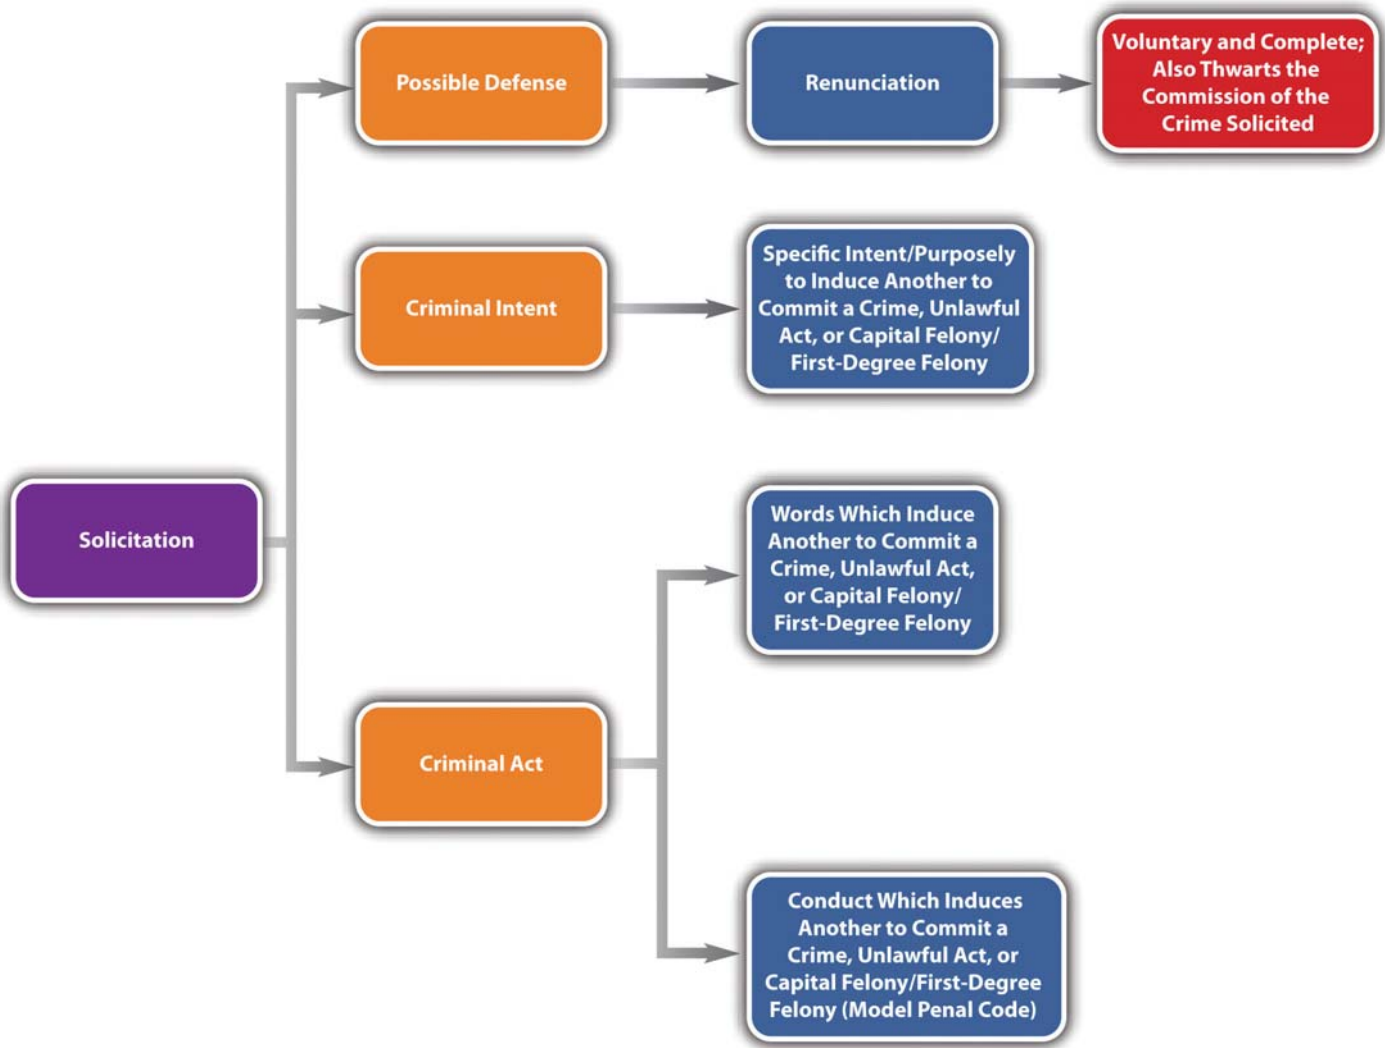 Possible Defense
Renunciation
Voluntary and Complete;
Also Thwarts the
Commission of the
Crime Solicited
Criminal Intent
Specific Intent/Purposely
to Induce Another to
Commit a Crime, Unlawful
Act, or Capital Felony/
First-Degree Felony
Solicitation
Words Which Induce
Another to Commit a
Crime, Unlawful Act,
or Capital Felony/
First-Degree Felony
Criminal Act
Conduct Which Induces
Another to Commit a
Crime, Unlawful Act, or
Capital Felony/First-Degree
Felony (Model Penal Code)